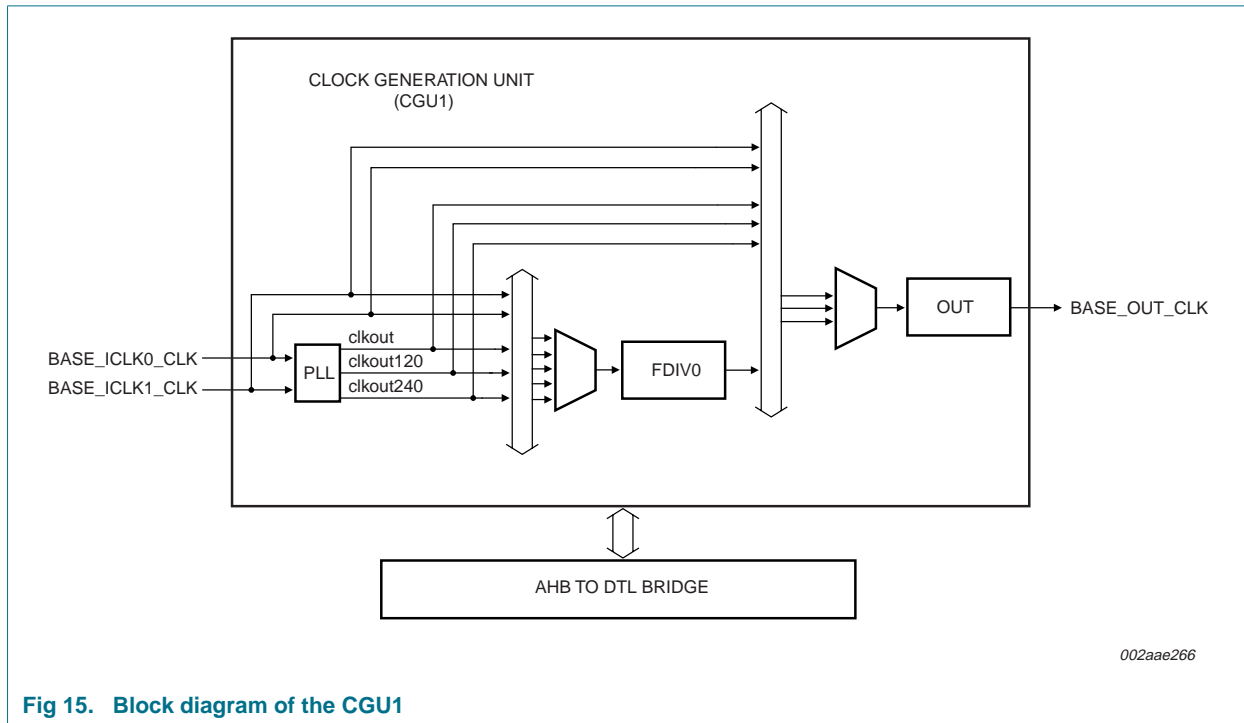 CLOCK GENERATION UNIT
(CGU1)
clkout
BASE_ICLK0_CLK
PLL
clkout120
BASE_ICLK1_CLK
clkout240
FDIV0
OUT
BASE_OUT_CLK
AHB TO DTL BRIDGE
002aae266
Fig 15. Block diagram of the CGU1